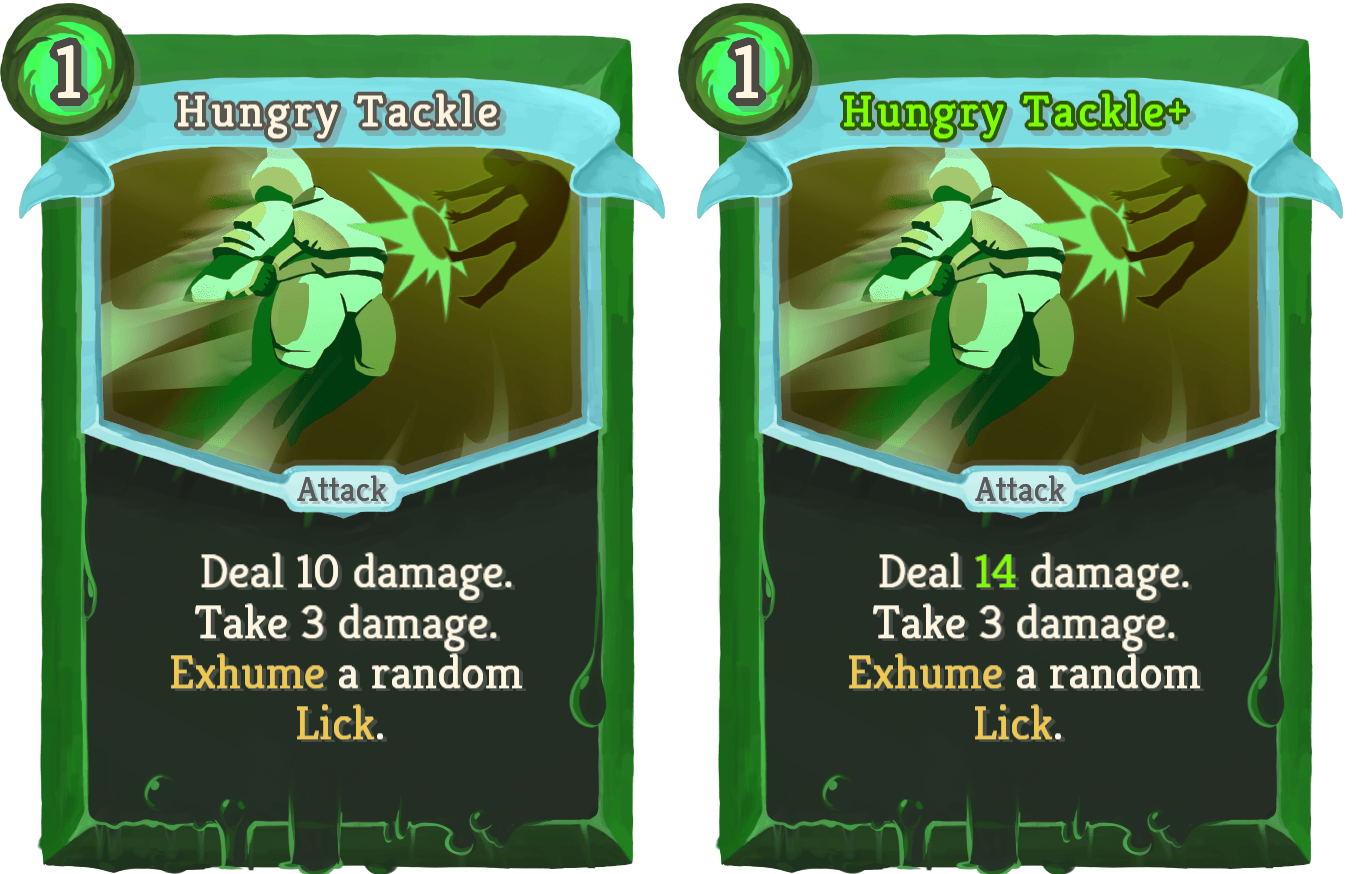 1
Hungry Tackle
Attack
Deal 10 damage.
Take 3 damage.
Exhume a random
Lick.
1
Hungry Tackle+
Attack
Deal 14 damage.
Take 3 damage.
Exhume a random
Lick.